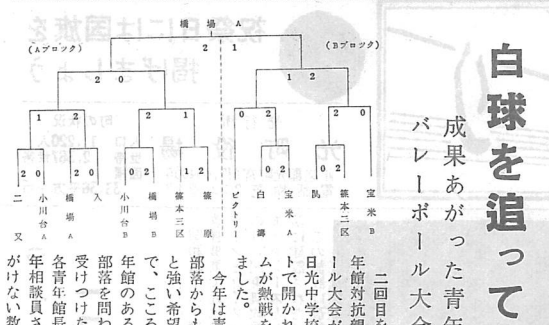 白球を追って
成果あがった青年
バレーボール大会
橋場A
(Aブロック)
(Bブロック)
2 1
2 0
1 2
1 2
2 0
0 2
1 2
2 0
2 0
2 1
0 2
1 2
0 2
0 2
宝米B
篠本二区
宝米A
白濤
ビクトリー
篠原
篠本三区
橋場B
小川台B
入
橋場A
小川台A
二又
二回目を
年館対抗親
ール大会が
日光中学校
トで開かれ
ムが熱戦を
ました。
今年は青
部落からも
と強い希望
で、こころ
年館のある
部落を問わ
受けつけた
各青年館長
年相談員さ
がけない数